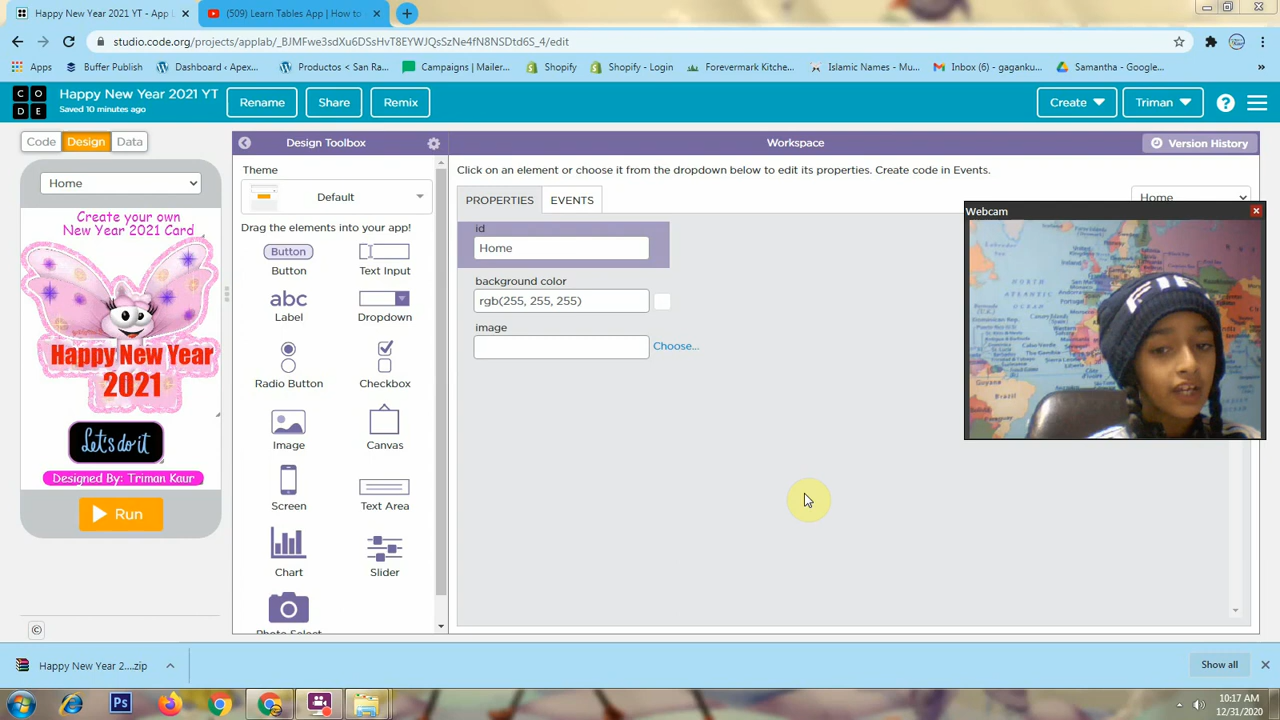 Happy New Year 2021 YT - App L
(509) Learn Tables App | How to
studio.code.org/projects/applab/_BJMFwe3sdXu6DSsHvT8EYWJQsSzNe4fN8NSDtd6S_4/edit
Apps
Buffer Publish
Dashboard ‹ Apex...
Productos < San Ra...
Campaigns | Mailer...
Shopify
Shopify - Login
Forevermark Kitche...
Islamic Names - Mu...
Inbox (6) - gaganku...
Samantha - Google...
»
C O
D E
Happy New Year 2021 YT
Saved 10 minutes ago
Rename
Share
Remix
Create
Triman
?
Code
Design
Data
Design Toolbox
Workspace
Version History
Home
Theme
Default
Click on an element or choose it from the dropdown below to edit its properties. Create code in Events.
PROPERTIES
EVENTS
Home
Webcam
Create your own
New Year 2021 Card
Happy New Year
2021
Let's do it
Designed By: Triman Kaur
Run
Drag the elements into your app!
Button
Button
Text Input
abc
Label
Dropdown
Radio Button
Checkbox
Image
Canvas
Screen
Text Area
Chart
Slider
Photo Select
id
Home
background color
rgb(255, 255, 255)
image
Choose...
©
Happy New Year 2....zip
Show all
Ps
10:17 AM
12/31/2020